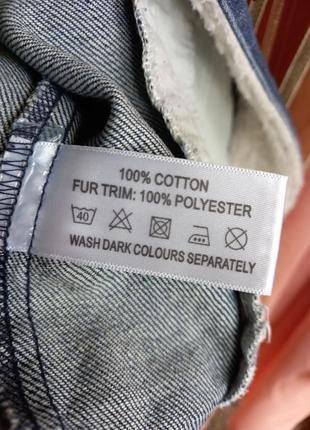 100% COTTON
FUR TRIM: 100% POLYESTER
40
WASH DARK COLOURS SEPARATELY